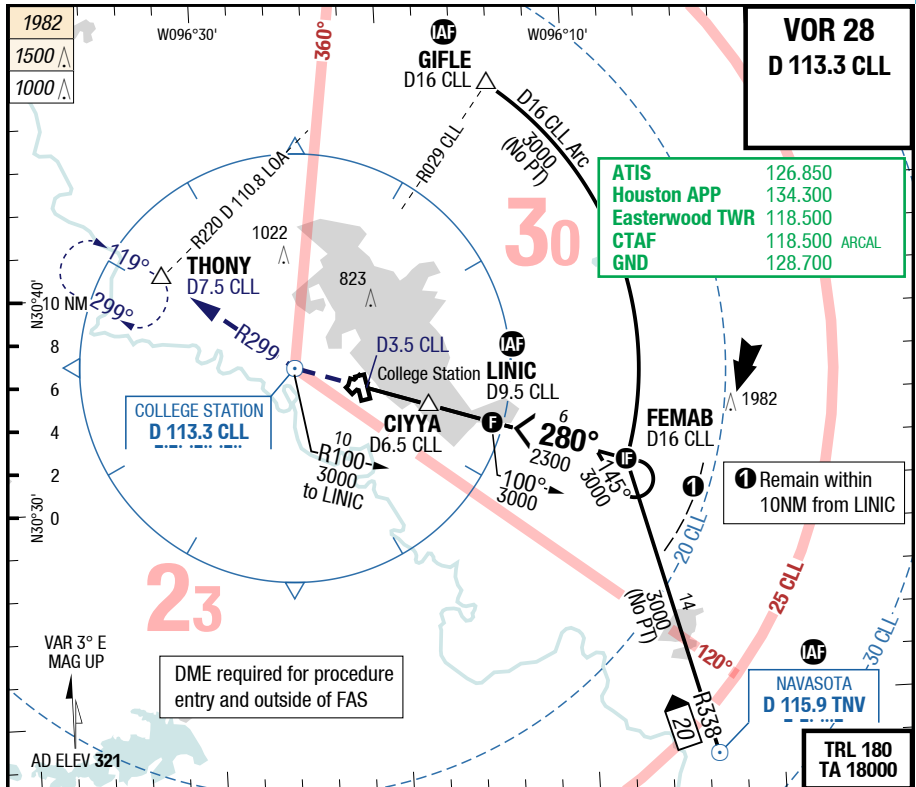 1982
1500
1000
W096°30'
W096°10'
360°
IAF
GIFLE
D16 CLL
VOR 28
D 113.3 CLL
D16 CLL Arc
3000
(No PT)
R029 CLL
ATIS 126.850
Houston APP 134.300
Easterwood TWR 118.500
CTAF 118.500 ARCAL
GND 128.700
R220 D 110.8 LOA
30
1022
119°
THONY
D7.5 CLL
823
N30°40'
10 NM
299°
R299
8
6
4
2
0
N30°30'
D3.5 CLL
IAF
College Station
LINIC
D9.5 CLL
1982
COLLEGE STATION
D 113.3 CLL
CIYYA
D6.5 CLL
F
6
280°
2300
FEMAB
D16 CLL
IF
10
R100
3000
to LINIC
100°
3000
145°
3000
1
1 Remain within
10NM from LINIC
20 CLL
25 CLL
30 CLL
23
3000
(No PT)
14
120°
VAR 3° E
MAG UP
DME required for procedure
entry and outside of FAS
IAF
NAVASOTA
D 115.9 TNV
R338
20
AD ELEV 321
TRL 180
TA 18000